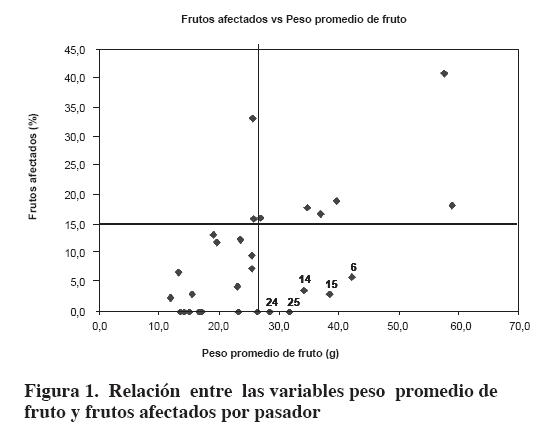 Frutos afectados vs Peso promedio de fruto
Frutos afectados (%)
45,0
40,0
35,0
30,0
25,0
20,0
15,0
10,0
5,0
0,0
6
14
15
24
25
0,0 10,0 20,0 30,0 40,0 50,0 60,0 70,0
Peso promedio de fruto (g)
Figura 1. Relación entre las variables peso promedio de
fruto y frutos afectados por pasador